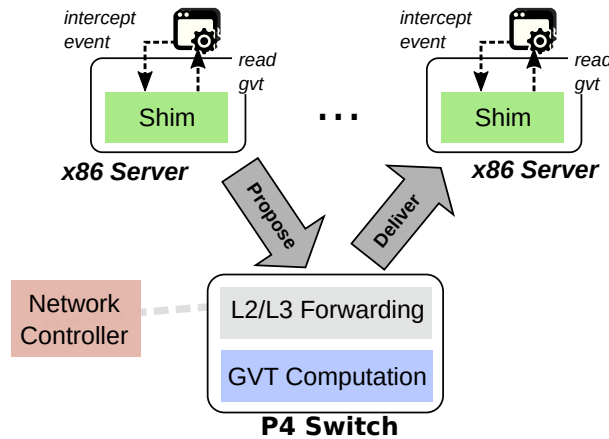 intercept
event
read
gvt
Shim
x86 Server
...
intercept
event
read
gvt
Shim
x86 Server
Propose
Deliver
Network
Controller
L2/L3 Forwarding
GVT Computation
P4 Switch